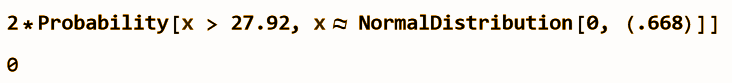 2*Probability[x > 27.92, x ≈ NormalDistribution[0, (.668)]]
0